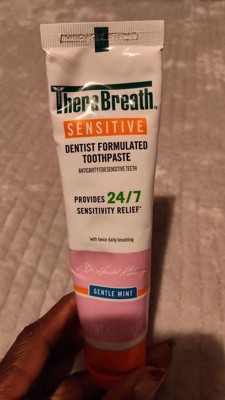 TheraBreath
SENSITIVE
DENTIST FORMULATED
TOOTHPASTE
ANTICAVITY FOR SENSITIVE TEETH
PROVIDES 24/7
SENSITIVITY RELIEF*
*with twice daily brushing
GENTLE MINT